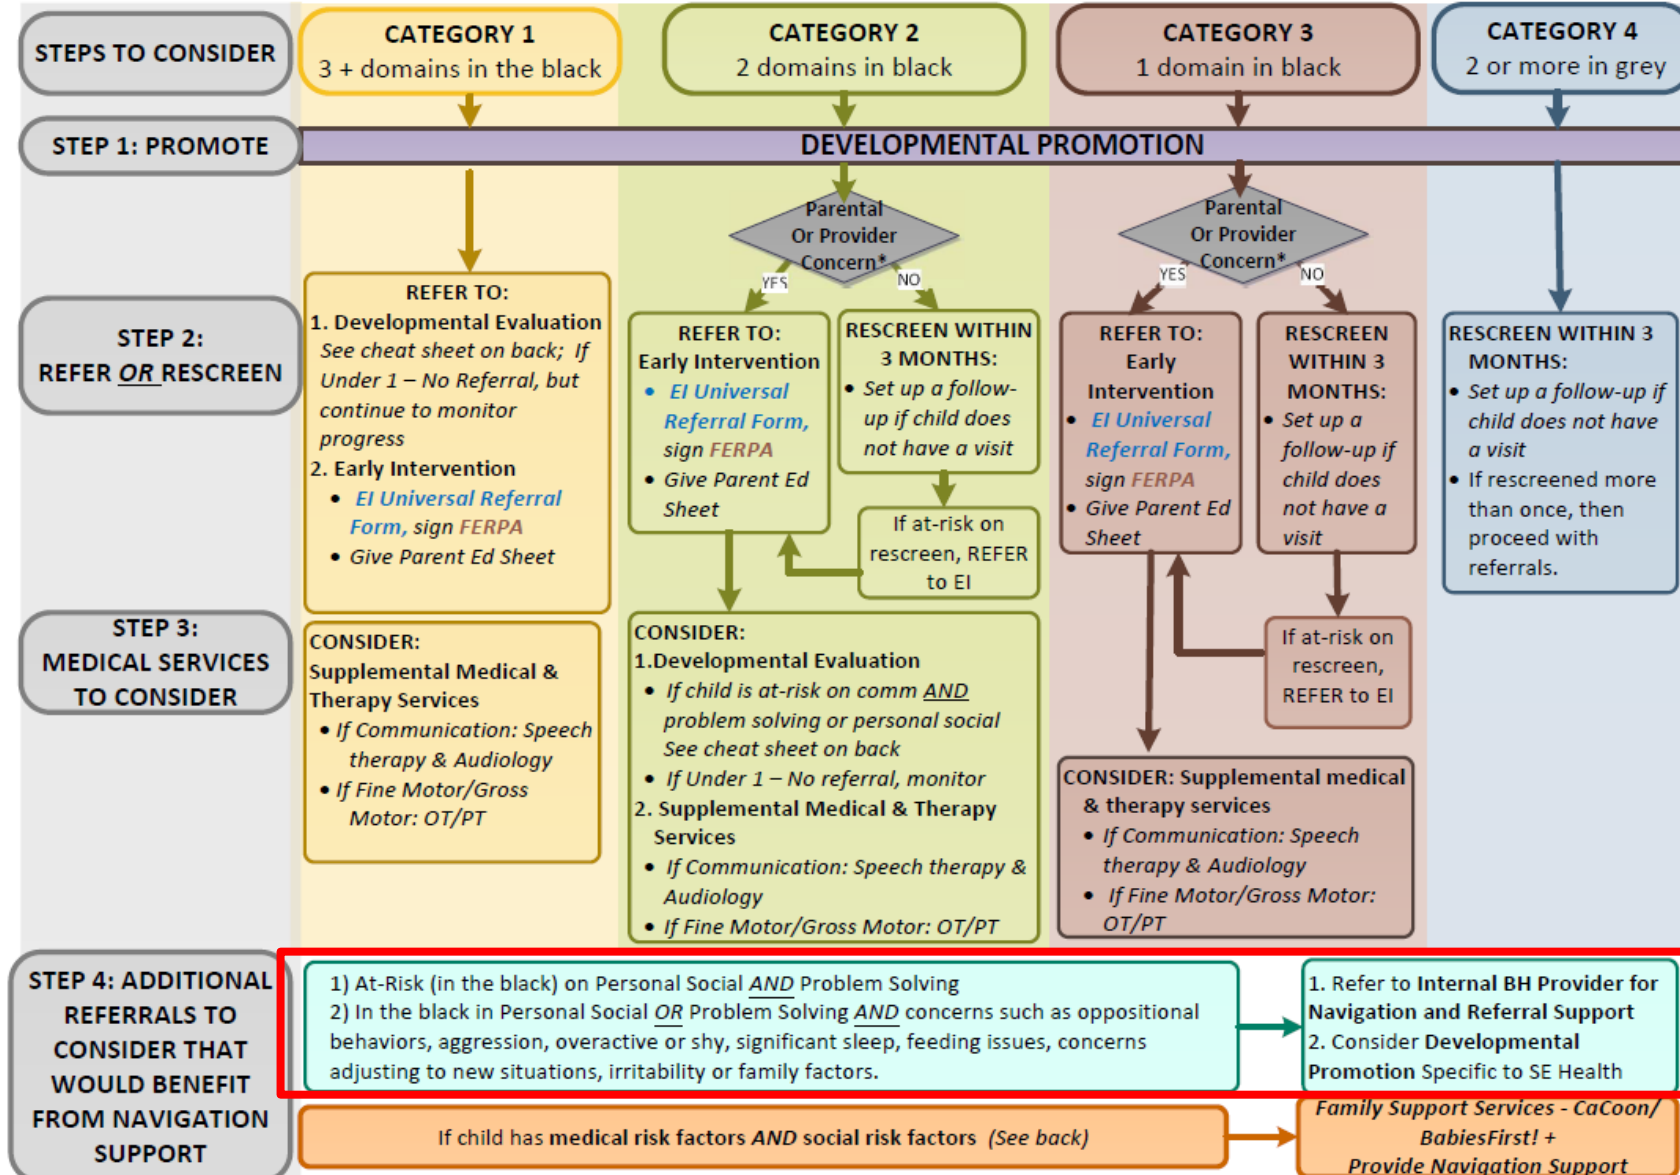 STEPS TO CONSIDER
CATEGORY 1
3 + domains in the black
CATEGORY 2
2 domains in black
CATEGORY 3
1 domain in black
CATEGORY 4
2 or more in grey
STEP 1: PROMOTE
DEVELOPMENTAL PROMOTION
Parental
Or Provider
Concern*
YES
NO
Parental
Or Provider
Concern*
YES
NO
STEP 2:
REFER OR RESCREEN
REFER TO:
1. Developmental Evaluation
See cheat sheet on back; If
Under 1 – No Referral, but
continue to monitor
progress
2. Early Intervention
• EI Universal Referral
Form, sign FERPA
• Give Parent Ed Sheet
REFER TO:
Early Intervention
• EI Universal
Referral Form,
sign FERPA
• Give Parent Ed
Sheet
RESCREEN WITHIN
3 MONTHS:
• Set up a follow-
up if child does
not have a visit
If at-risk on
rescreen, REFER
to EI
REFER TO:
Early
Intervention
• EI Universal
Referral Form,
sign FERPA
• Give Parent Ed
Sheet
RESCREEN
WITHIN 3
MONTHS:
• Set up a
follow-up if
child does
not have a
visit
If at-risk on
rescreen,
REFER to EI
RESCREEN WITHIN 3
MONTHS:
• Set up a follow-up if
child does not have
a visit
• If rescreened more
than once, then
proceed with
referrals.
STEP 3:
MEDICAL SERVICES
TO CONSIDER
CONSIDER:
Supplemental Medical &
Therapy Services
• If Communication: Speech
therapy & Audiology
• If Fine Motor/Gross
Motor: OT/PT
CONSIDER:
1.Developmental Evaluation
• If child is at-risk on comm AND
problem solving or personal social
See cheat sheet on back
• If Under 1 – No referral, monitor
2. Supplemental Medical & Therapy
Services
• If Communication: Speech therapy &
Audiology
• If Fine Motor/Gross Motor: OT/PT
CONSIDER: Supplemental medical
& therapy services
• If Communication: Speech
therapy & Audiology
• If Fine Motor/Gross Motor:
OT/PT
STEP 4: ADDITIONAL
REFERRALS TO
CONSIDER THAT
WOULD BENEFIT
FROM NAVIGATION
SUPPORT
1) At-Risk (in the black) on Personal Social AND Problem Solving
2) In the black in Personal Social OR Problem Solving AND concerns such as oppositional
behaviors, aggression, overactive or shy, significant sleep, feeding issues, concerns
adjusting to new situations, irritability or family factors.
1. Refer to Internal BH Provider for
Navigation and Referral Support
2. Consider Developmental
Promotion Specific to SE Health
If child has medical risk factors AND social risk factors (See back)
Family Support Services - CaCoon/
BabiesFirst! +
Provide Navigation Support